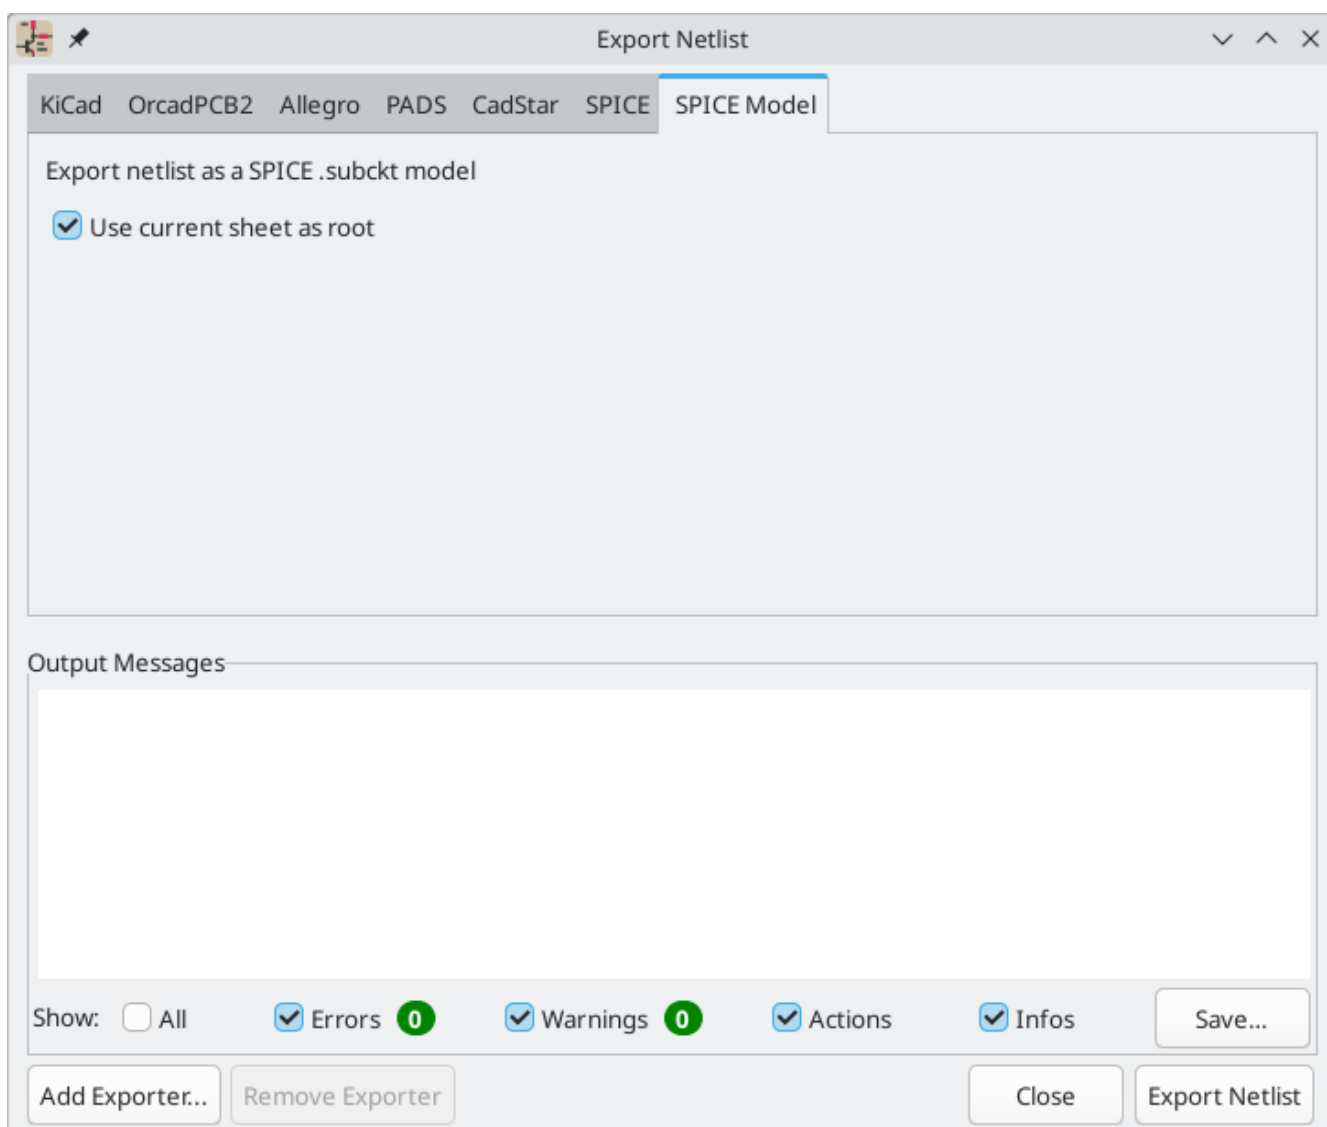 Export Netlist
KiCad OrcadPCB2 Allegro PADS CadStar SPICE SPICE Model
Export netlist as a SPICE .subckt model
Use current sheet as root
Output Messages
Show: All Errors 0 Warnings 0 Actions Infos Save...
Add Exporter... Remove Exporter Close Export Netlist